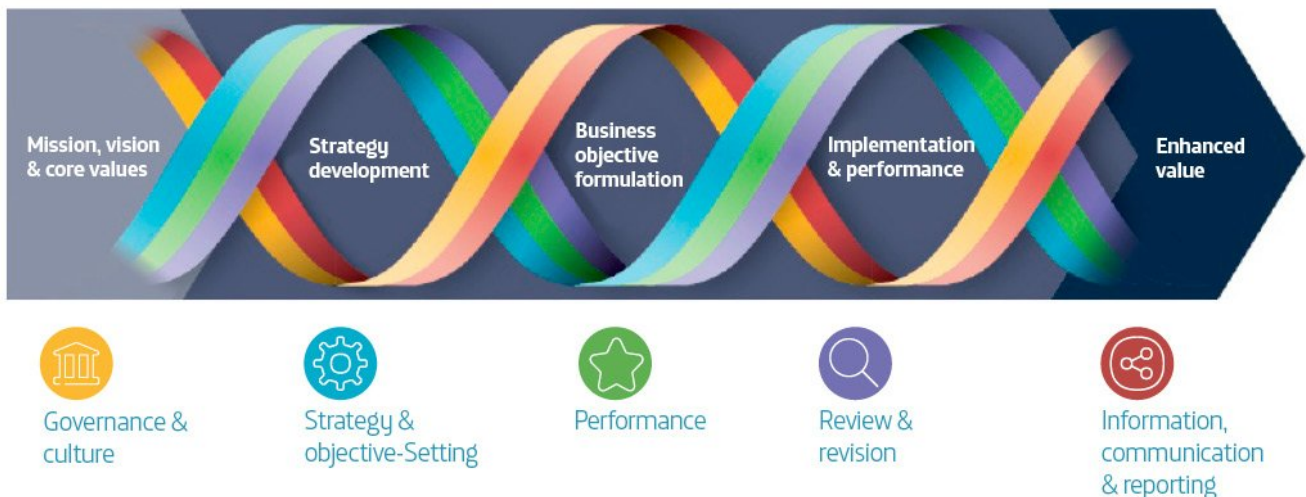 Mission, vision
& core values
Strategy
development
Business
objective
formulation
Implementation
& performance
Enhanced
value
Governance &
culture
Strategy &
objective-Setting
Performance
Review &
revision
Information,
communication
& reporting